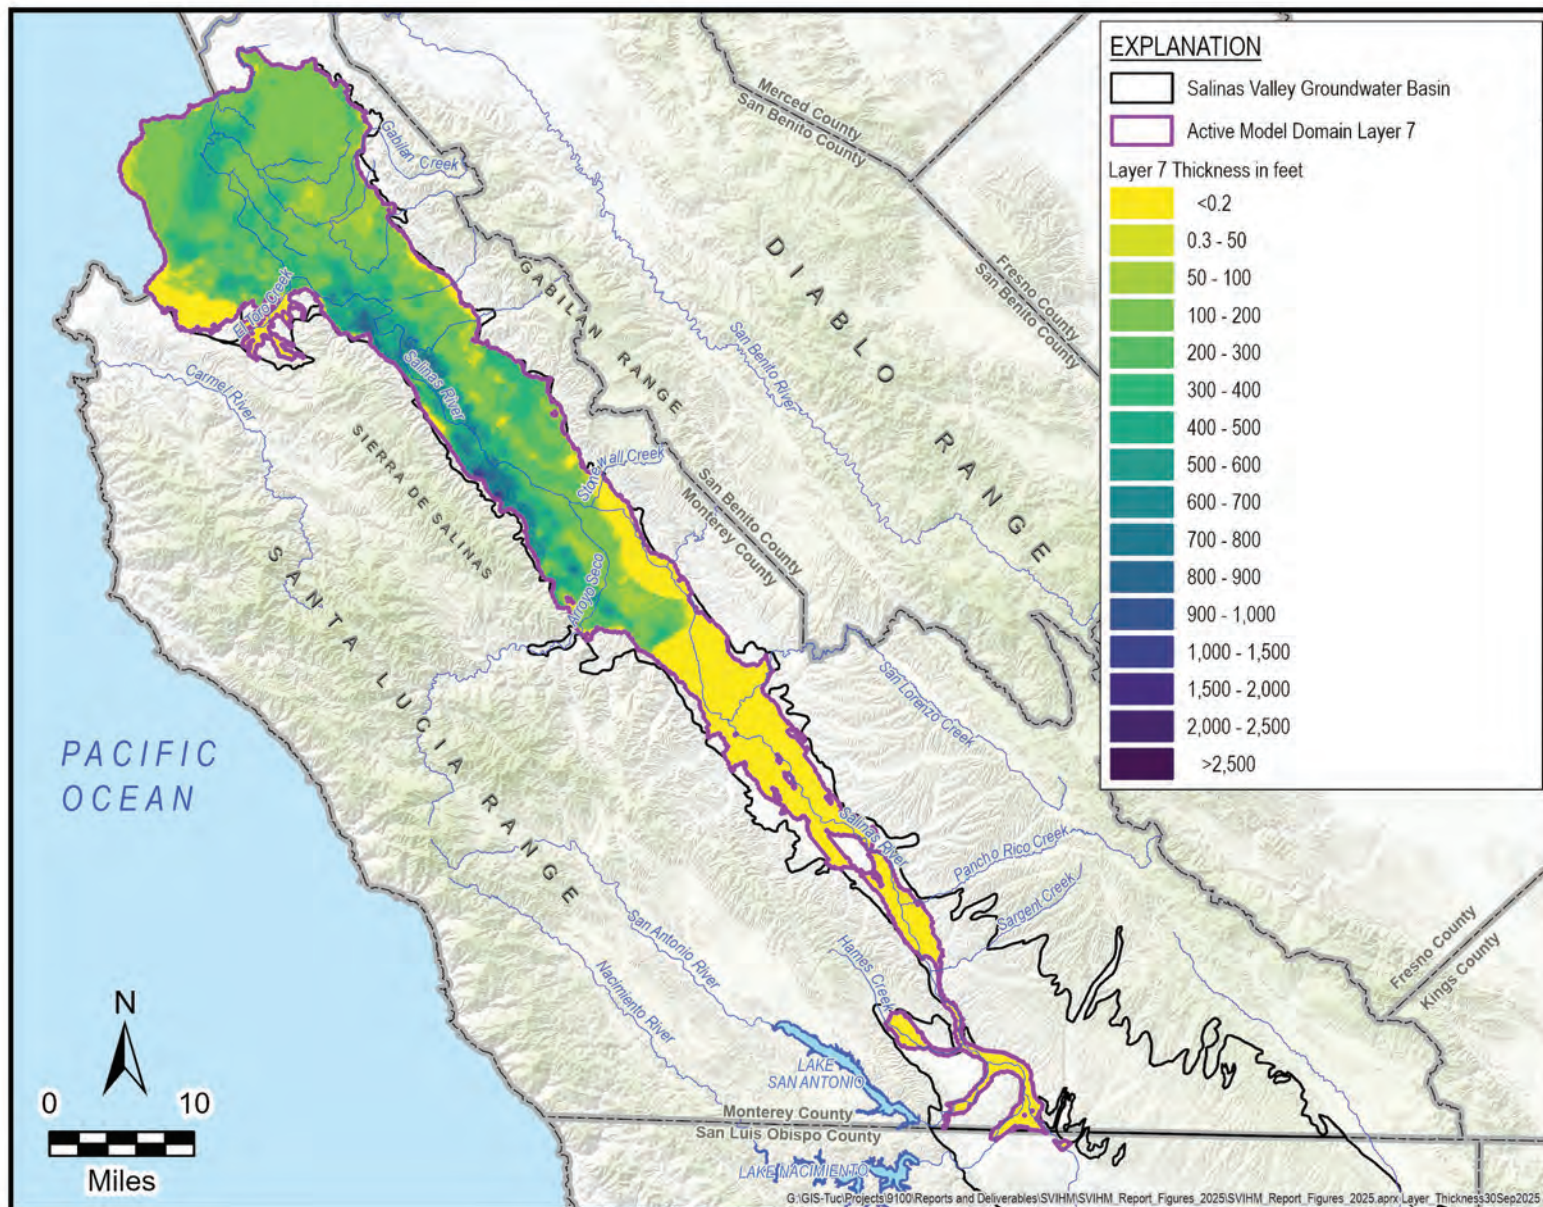 EXPLANATION
Salinas Valley Groundwater Basin
Active Model Domain Layer 7
Layer 7 Thickness in feet
<0.2
0.3 - 50
50 - 100
100 - 200
200 - 300
300 - 400
400 - 500
500 - 600
600 - 700
700 - 800
800 - 900
900 - 1,000
1,000 - 1,500
1,500 - 2,000
2,000 - 2,500
>2,500
Merced County
San Benito County
Fresno County
San Benito County
Gabilan Creek
DIABLO RANGE
GABILAN RANGE
San Benito River
El Toro Creek
Carmel River
Salinas River
SIERRA DE SALINAS
Stonewall Creek
San Benito County
Monterey County
SANTA LUCIA RANGE
Arroyo Seco
San Lorenzo Creek
PACIFIC
OCEAN
Salinas River
Pancho Rico Creek
Sargent Creek
San Antonio River
Hames Creek
Nacimiento River
Fresno County
Kings County
N
0 10
Miles
LAKE
SAN ANTONIO
Monterey County
San Luis Obispo County
LAKE NACIMIENTO
G:\GIS-Tuc\Projects\9100\Reports and Deliverables\SVIHM\SVIHM_Report_Figures_2025\SVIHM_Report_Figures_2025.aprx Layer_Thickness30Sep2025